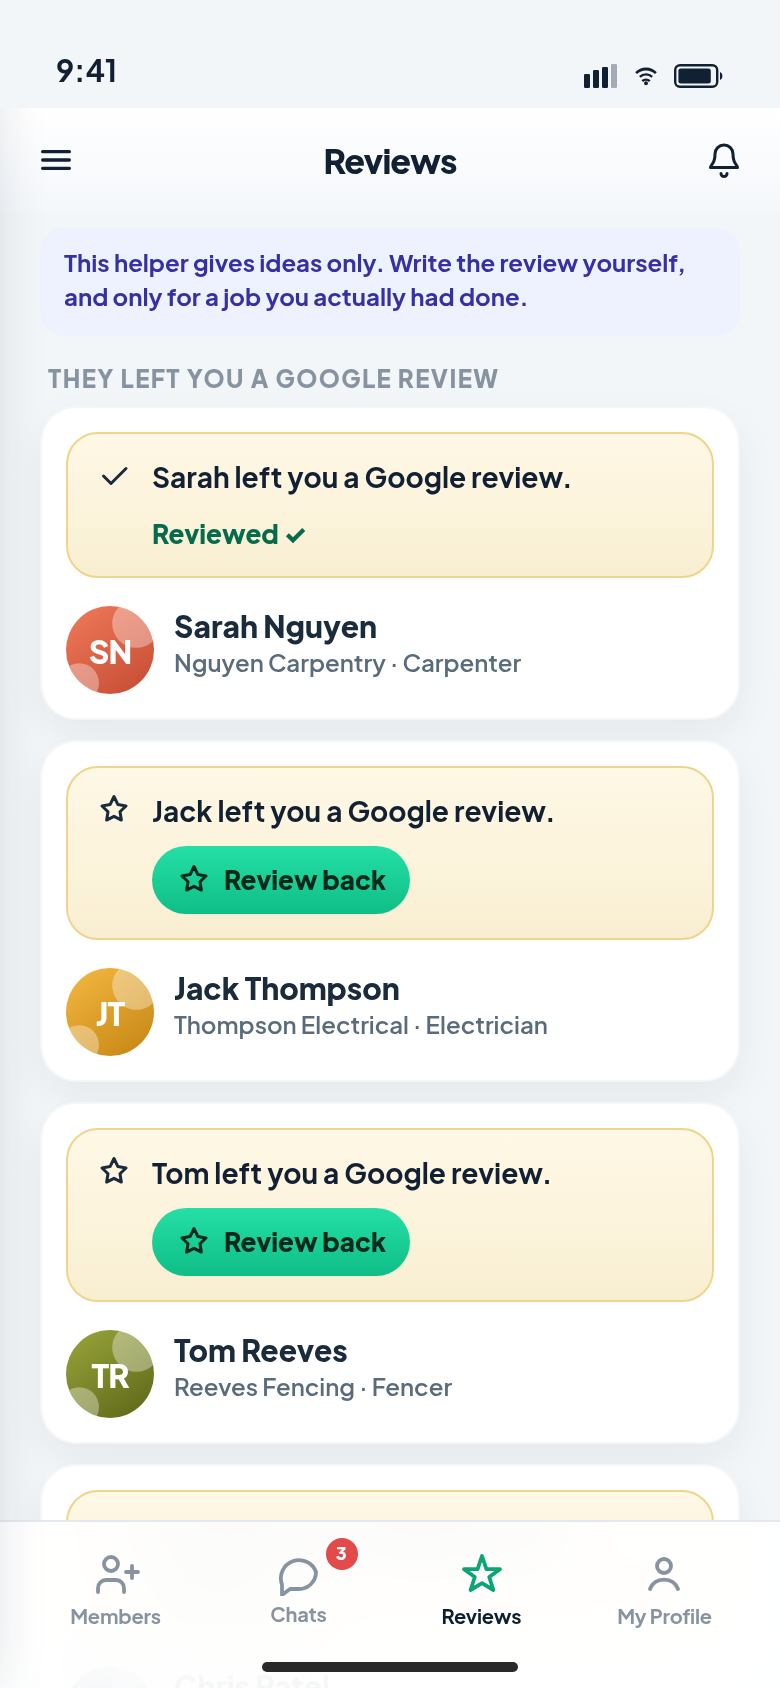 9:41
Reviews
This helper gives ideas only. Write the review yourself,
and only for a job you actually had done.
THEY LEFT YOU A GOOGLE REVIEW
Sarah left you a Google review.
Reviewed ✓
SN
Sarah Nguyen
Nguyen Carpentry · Carpenter
Jack left you a Google review.
Review back
JT
Jack Thompson
Thompson Electrical · Electrician
Tom left you a Google review.
Review back
TR
Tom Reeves
Reeves Fencing · Fencer
3
Members
Chats
Reviews
My Profile
Chris Patel